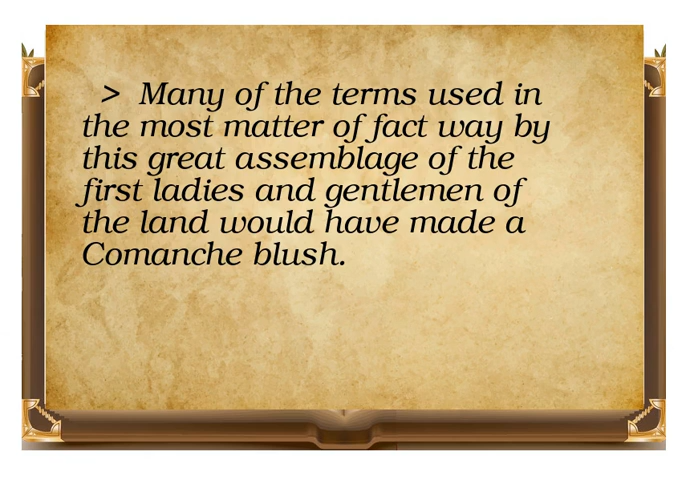 > Many of the terms used in
the most matter of fact way by
this great assemblage of the
first ladies and gentlemen of
the land would have made a
Comanche blush.